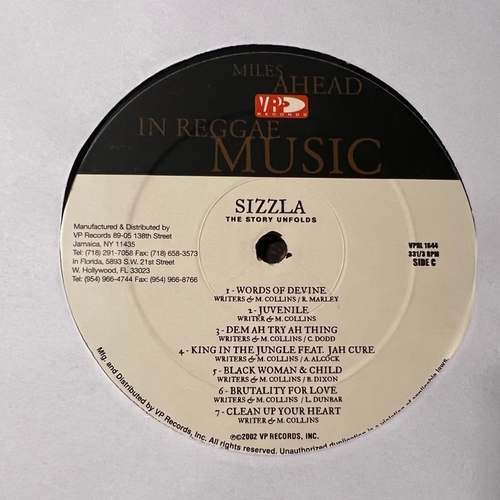 MILES
AHEAD
VP
RECORDS
IN REGGAE
MUSIC
SIZZLA
THE STORY UNFOLDS
Manufactured & Distributed by
VP Records 89-05 138th Street
Jamaica, NY 11435
Tel: (718) 291-7058 Fax: (718) 658-3573
in Florida, 5893 S.W. 21st Street
W. Hollywood, FL 33023
Tel: (954) 966-4744 Fax: (954) 966-8766
VPRL 1644
331/3 RPM
SIDE C
1 - WORDS OF DEVINE
WRITERS & M. COLLINS / R. MARLEY
2 - JUVENILE
WRITER & M. COLLINS
3 - DEM AH TRY AH THING
WRITERS & M. COLLINS / C. DODD
4 - KING IN THE JUNGLE FEAT. JAH CURE
WRITERS & M. COLLINS / A. ALCOCK
5 - BLACK WOMAN & CHILD
WRITERS & M. COLLINS / B. DIXON
6 - BRUTALITY FOR LOVE
WRITERS & M. COLLINS / L. DUNBAR
7 - CLEAN UP YOUR HEART
WRITER & M. COLLINS
℗©2002 VP RECORDS, INC.
Mfg. and Distributed by VP Records, Inc. All rights reserved. Unauthorized duplication is a violation of applicable laws.